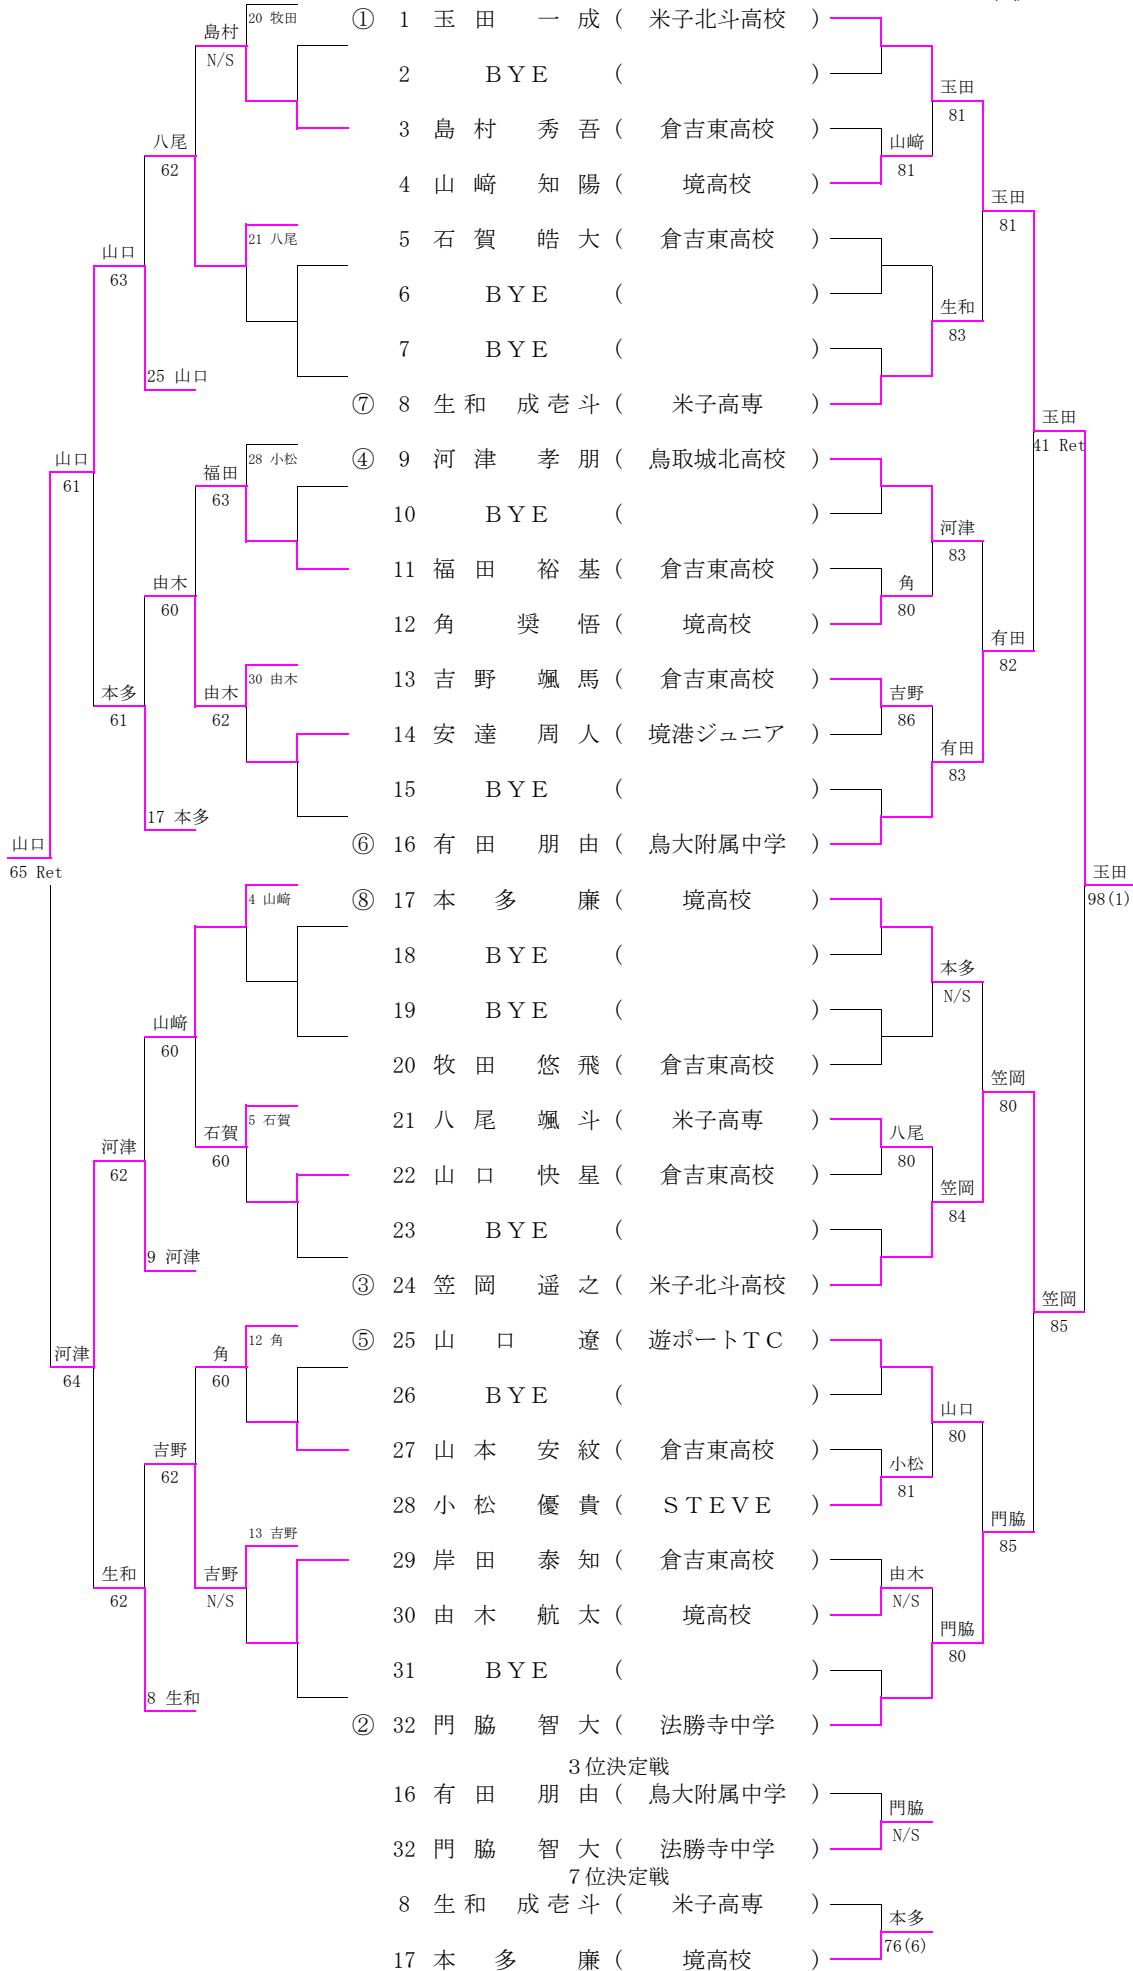 20 牧田
① 1 玉田 一成 ( 米子北斗高校 )
島村
N/S
2 ＢＹＥ ( )
玉田
81
3 島村 秀吾 ( 倉吉東高校 )
八尾
62
山﨑
81
4 山﨑 知陽 ( 境高校 )
玉田
81
21 八尾
5 石賀 皓大 ( 倉吉東高校 )
山口
63
6 ＢＹＥ ( )
生和
83
7 ＢＹＥ ( )
25 山口
⑦ 8 生和 成壱斗 ( 米子高専 )
玉田
41 Ret
山口
61
28 小松
④ 9 河津 孝朋 ( 鳥取城北高校 )
福田
63
10 ＢＹＥ ( )
河津
83
11 福田 裕基 ( 倉吉東高校 )
由木
60
角
80
12 角 奨悟 ( 境高校 )
有田
82
30 由木
13 吉野 颯馬 ( 倉吉東高校 )
本多
61
由木
62
吉野
86
14 安達 周人 ( 境港ジュニア )
有田
83
15 ＢＹＥ ( )
17 本多
⑥ 16 有田 朋由 ( 鳥大附属中学 )
山口
65 Ret
玉田
98(1)
4 山﨑
⑧ 17 本多 廉 ( 境高校 )
18 ＢＹＥ ( )
本多
N/S
19 ＢＹＥ ( )
山﨑
60
20 牧田 悠飛 ( 倉吉東高校 )
笠岡
80
5 石賀
21 八尾 颯斗 ( 米子高専 )
河津
62
石賀
60
八尾
80
22 山口 快星 ( 倉吉東高校 )
笠岡
84
23 ＢＹＥ ( )
9 河津
③ 24 笠岡 遥之 ( 米子北斗高校 )
笠岡
85
12 角
⑤ 25 山口 遼 ( 遊ポートＴＣ )
河津
64
角
60
26 ＢＹＥ ( )
山口
80
27 山本 安紋 ( 倉吉東高校 )
吉野
62
小松
81
28 小松 優貴 ( ＳＴＥＶＥ )
門脇
85
13 吉野
29 岸田 泰知 ( 倉吉東高校 )
生和
62
吉野
N/S
由木
N/S
30 由木 航太 ( 境高校 )
門脇
80
31 ＢＹＥ ( )
8 生和
② 32 門脇 智大 ( 法勝寺中学 )
３位決定戦
16 有田 朋由 ( 鳥大附属中学 )
門脇
N/S
32 門脇 智大 ( 法勝寺中学 )
７位決定戦
8 生和 成壱斗 ( 米子高専 )
本多
76(6)
17 本多 廉 ( 境高校 )